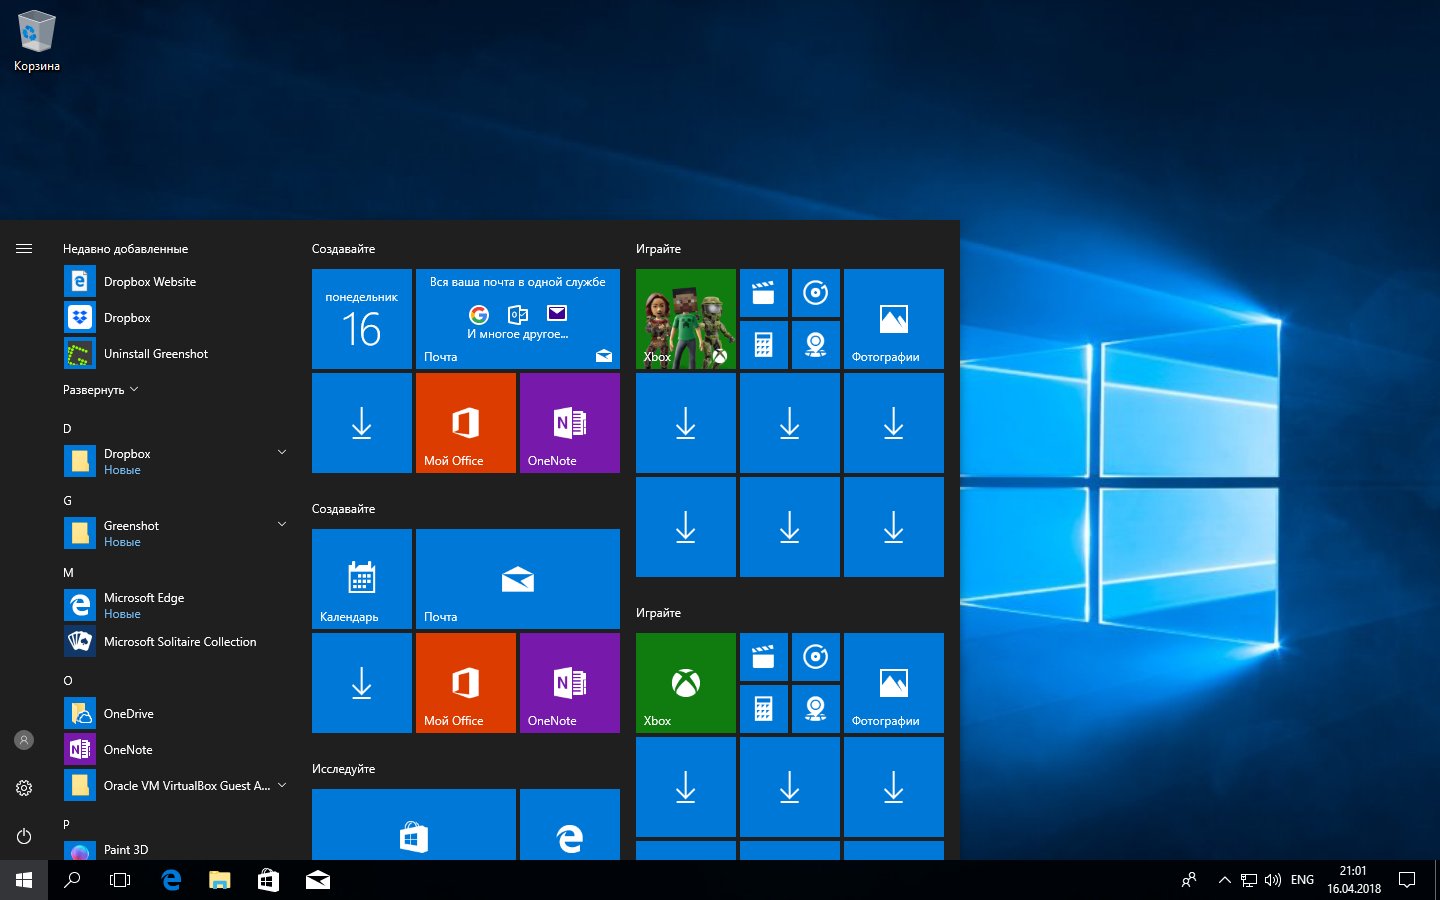 Корзина
Недавно добавленные
Dropbox Website
Dropbox
Uninstall Greenshot
Развернуть
D
Dropbox
Новые
G
Greenshot
Новые
M
Microsoft Edge
Новые
Microsoft Solitaire Collection
O
OneDrive
OneNote
Oracle VM VirtualBox Guest A...
P
Paint 3D
Создавайте
понедельник
16
Вся ваша почта в одной службе
И многое другое...
Почта
Мой Office
OneNote
Создавайте
Календарь
Почта
Мой Office
OneNote
Исследуйте
Играйте
Xbox
Фотографии
Играйте
Xbox
Фотографии
ENG
21:01
16.04.2018